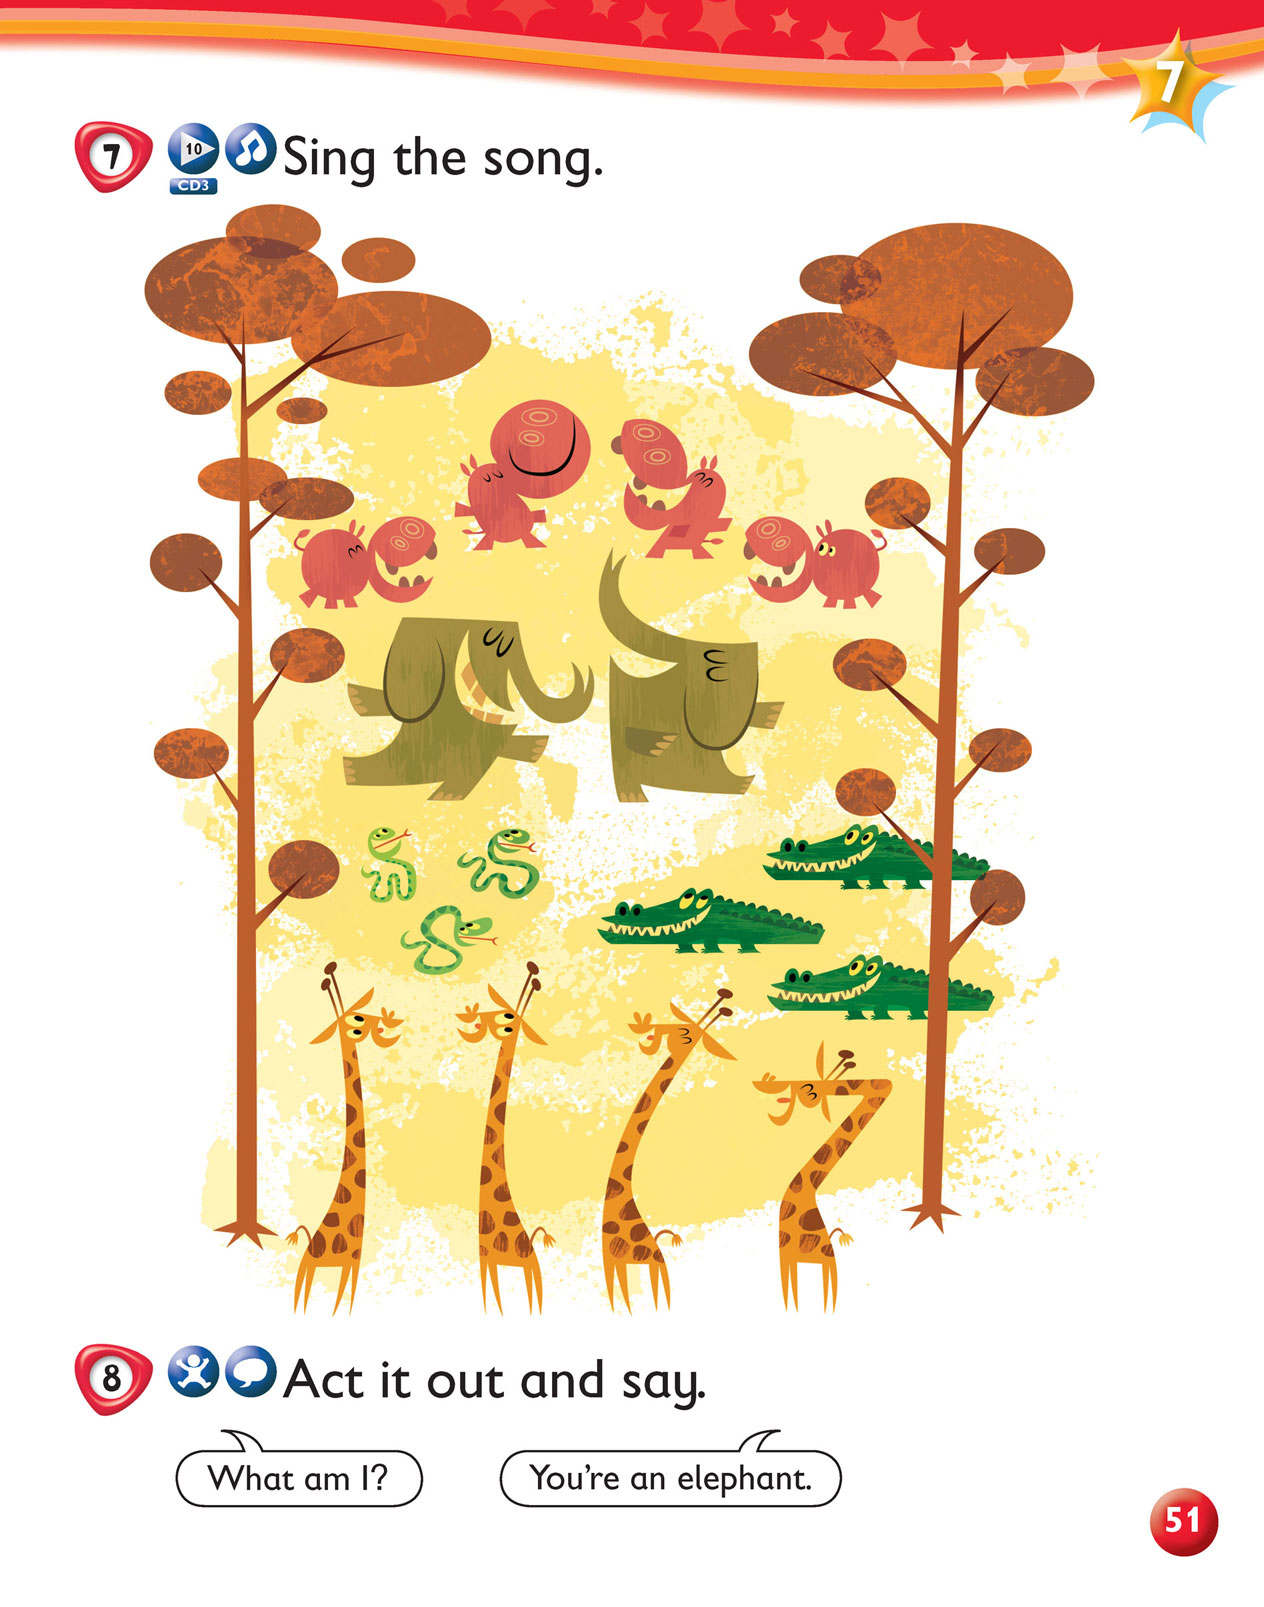 7
7 10 Sing the song.
CD3
8 Act it out and say.
What am I? You're an elephant.
51